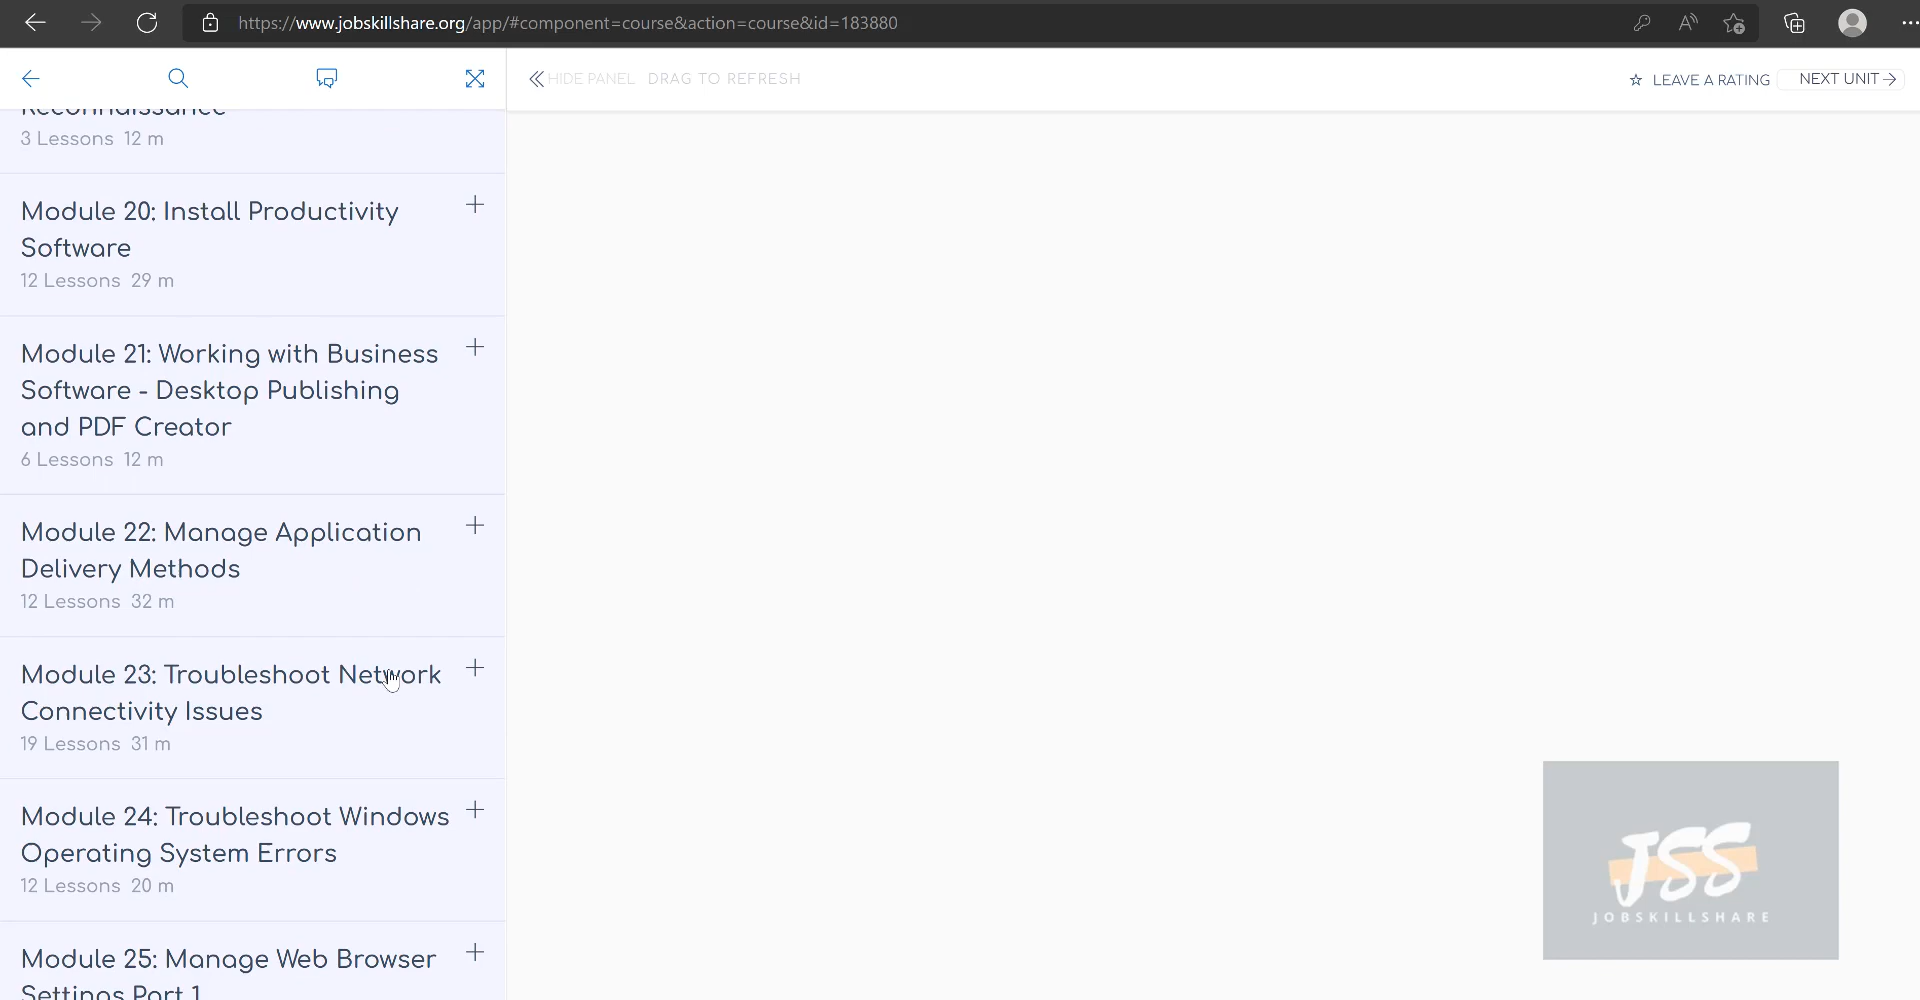 https://www.jobskillshare.org/app/#component=course&action=course&id=183880
HIDE PANEL DRAG TO REFRESH
LEAVE A RATING NEXT UNIT
Reconnaissance
3 Lessons 12 m
Module 20: Install Productivity
Software
12 Lessons 29 m
Module 21: Working with Business
Software - Desktop Publishing
and PDF Creator
6 Lessons 12 m
Module 22: Manage Application
Delivery Methods
12 Lessons 32 m
Module 23: Troubleshoot Network
Connectivity Issues
19 Lessons 31 m
Module 24: Troubleshoot Windows
Operating System Errors
12 Lessons 20 m
Module 25: Manage Web Browser
Settings Part 1
JSS
JOBSKILLSHARE